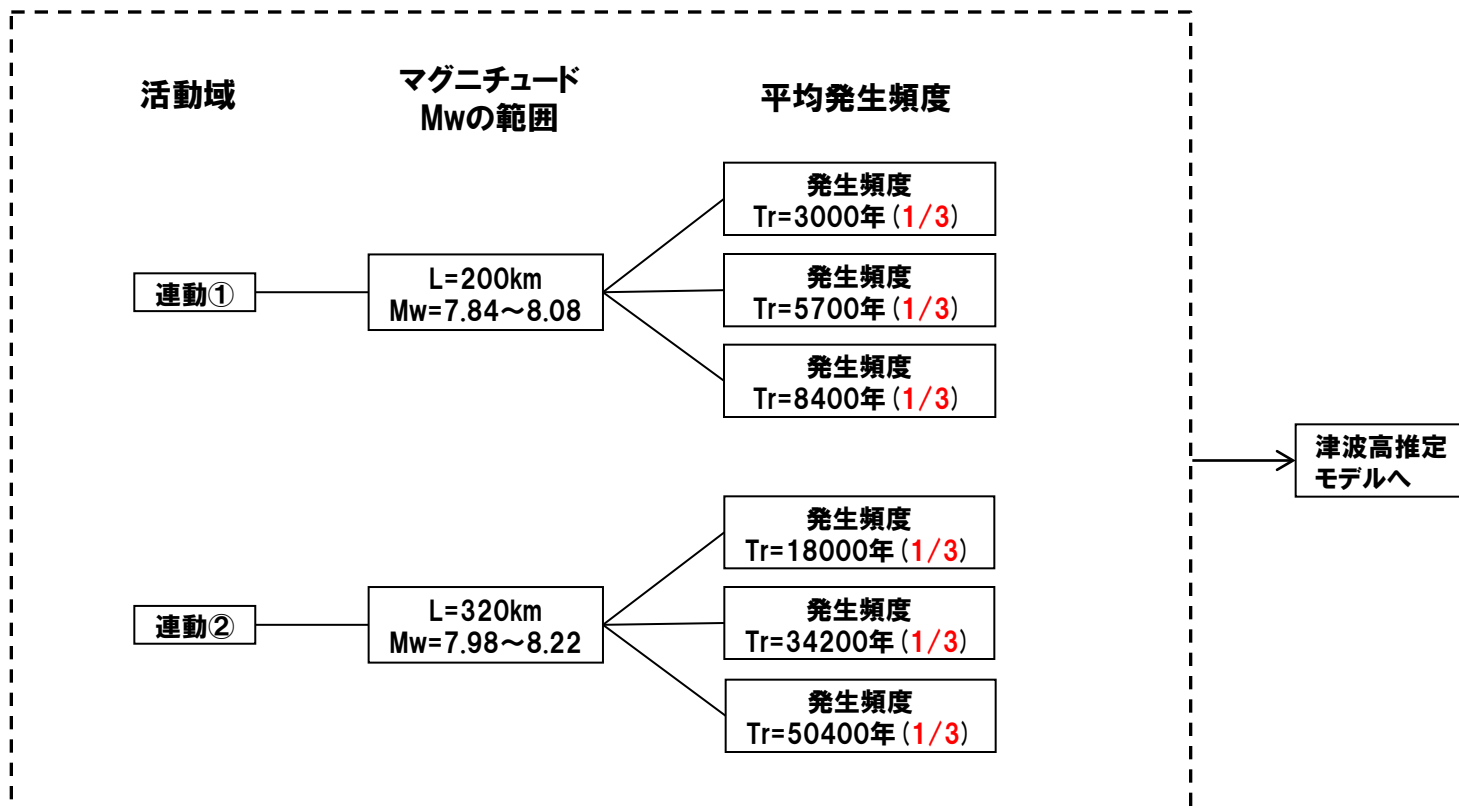 活動域
マグニチュード
Mwの範囲
平均発生頻度
連動①
L=200km
Mw=7.84~8.08
発生頻度
Tr=3000年(1/3)
発生頻度
Tr=5700年(1/3)
発生頻度
Tr=8400年(1/3)
連動②
L=320km
Mw=7.98~8.22
発生頻度
Tr=18000年(1/3)
発生頻度
Tr=34200年(1/3)
発生頻度
Tr=50400年(1/3)
津波高推定
モデルへ